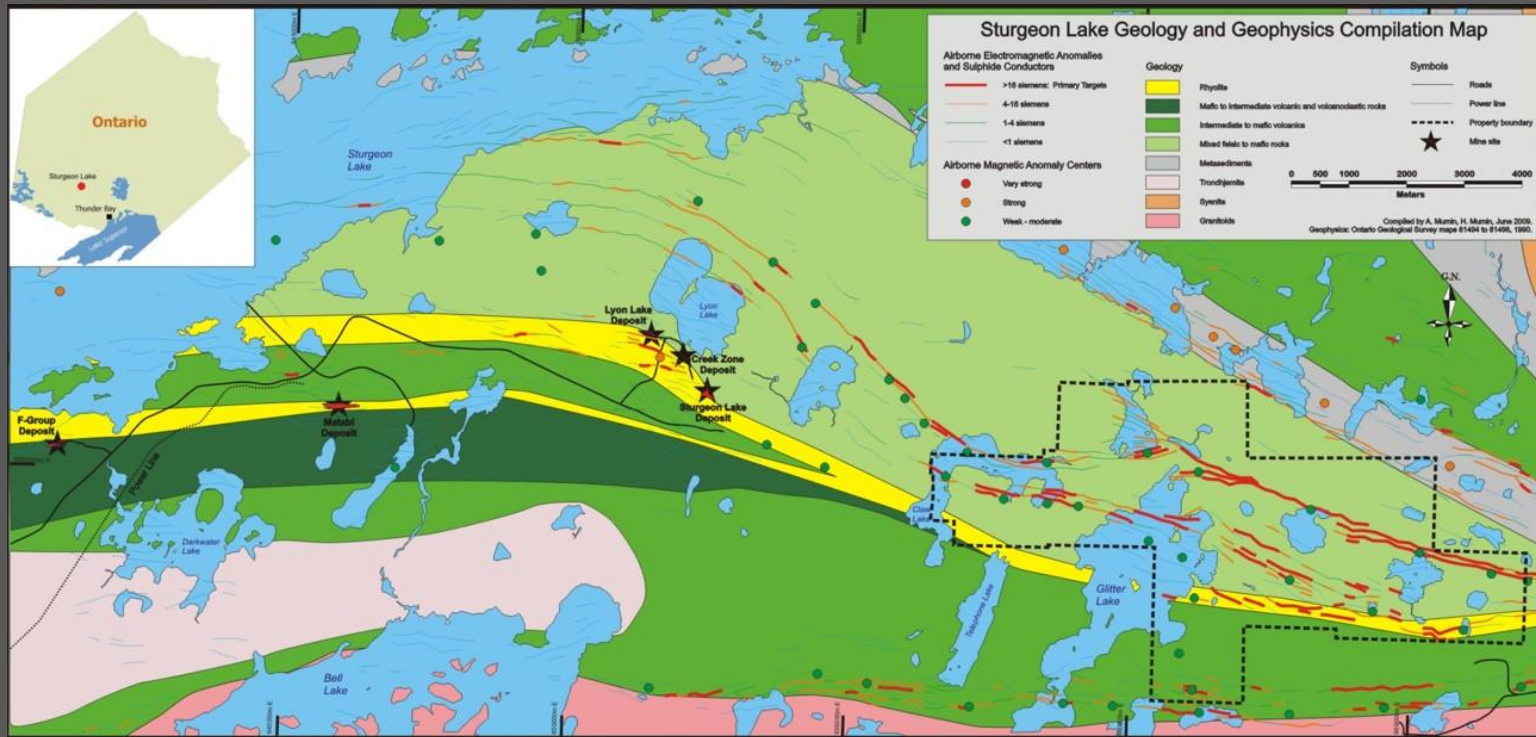 Sturgeon Lake Geology and Geophysics Compilation Map
Airborne Electromagnetic Anomalies
and Sulphide Conductors
>16 siemens: Primary Targets
4-16 siemens
1-4 siemens
<1 siemens
Airborne Magnetic Anomaly Centers
Very strong
Strong
Weak - moderate
Geology
Rhyolite
Mafic to intermediate volcanic and volcanoclastic rocks
Intermediate to mafic volcanics
Mixed felsic to mafic rocks
Metasediments
Trondhjemite
Syenite
Granitoids
Symbols
Roads
Power line
Property boundary
Mine site
0 500 1000 2000 3000 4000
Meters
Compiled by A. Mumin, H. Mumin, June 2009.
Geophysics: Ontario Geological Survey maps 81494 to 81498, 1990.
Ontario
Sturgeon Lake
Thunder Bay
Lake Superior
Sturgeon
Lake
G.N.
Lyon Lake
Deposit
Lyon
Lake
Creek Zone
Deposit
Sturgeon Lake
Deposit
F-Group
Deposit
Matabi
Deposit
Power Line
Darkwater
Lake
Claw
Lake
Telephone Lake
Glitter
Lake
Bell
Lake